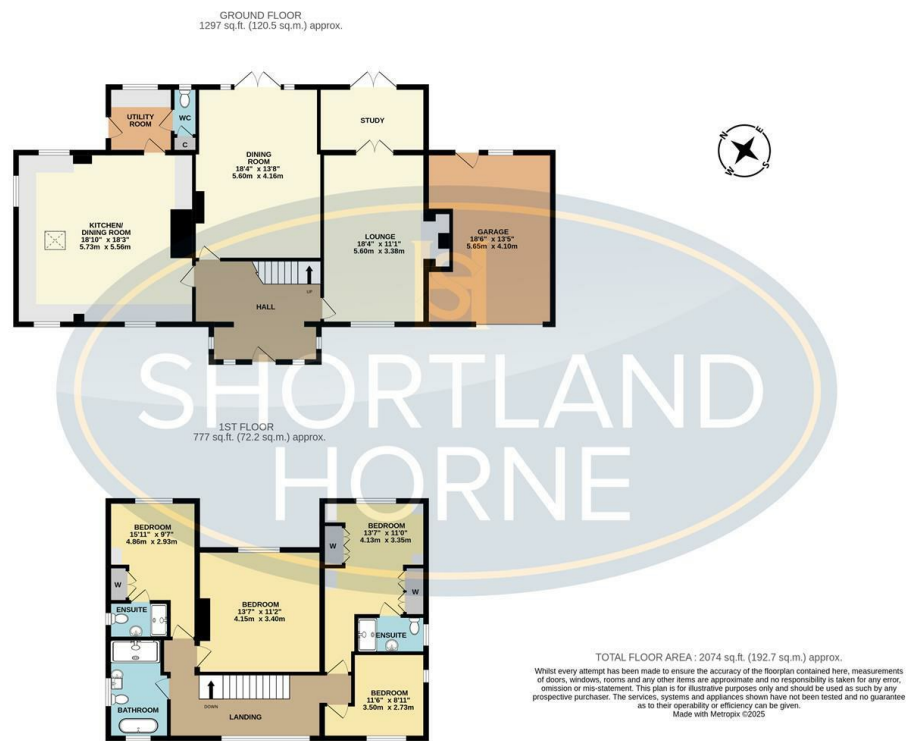 GROUND FLOOR
1297 sq.ft. (120.5 sq.m.) approx.
UTILITY
ROOM
WC
C
STUDY
DINING
ROOM
18'4" x 13'8"
5.60m x 4.16m
KITCHEN/
DINING ROOM
18'10" x 18'3"
5.73m x 5.56m
LOUNGE
18'4" x 11'1"
5.60m x 3.38m
GARAGE
18'6" x 13'5"
5.65m x 4.10m
HALL
UP
N
E
S
W
SHORTLAND
HORNE
sh
1ST FLOOR
777 sq.ft. (72.2 sq.m.) approx.
BEDROOM
15'11" x 9'7"
4.86m x 2.93m
W
ENSUITE
BEDROOM
13'7" x 11'2"
4.15m x 3.40m
BEDROOM
13'7" x 11'0"
4.13m x 3.35m
W
W
ENSUITE
BEDROOM
11'6" x 8'11"
3.50m x 2.73m
BATHROOM
DOWN
LANDING
TOTAL FLOOR AREA : 2074 sq.ft. (192.7 sq.m.) approx.
Whilst every attempt has been made to ensure the accuracy of the floorplan contained here, measurements
of doors, windows, rooms and any other items are approximate and no responsibility is taken for any error,
omission or mis-statement. This plan is for illustrative purposes only and should be used as such by any
prospective purchaser. The services, systems and appliances shown have not been tested and no guarantee
as to their operability or efficiency can be given.
Made with Metropix ©2025